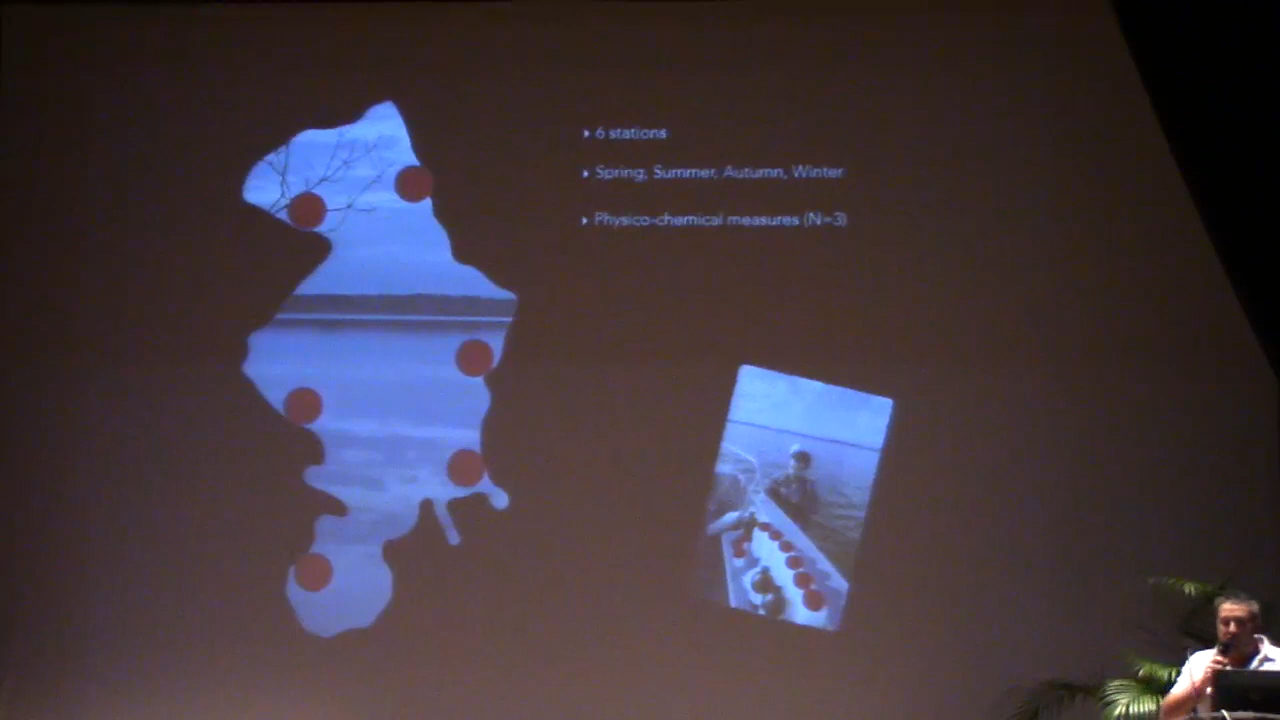 6 stations
Spring, Summer, Autumn, Winter
Physico-chemical measures (N=3)